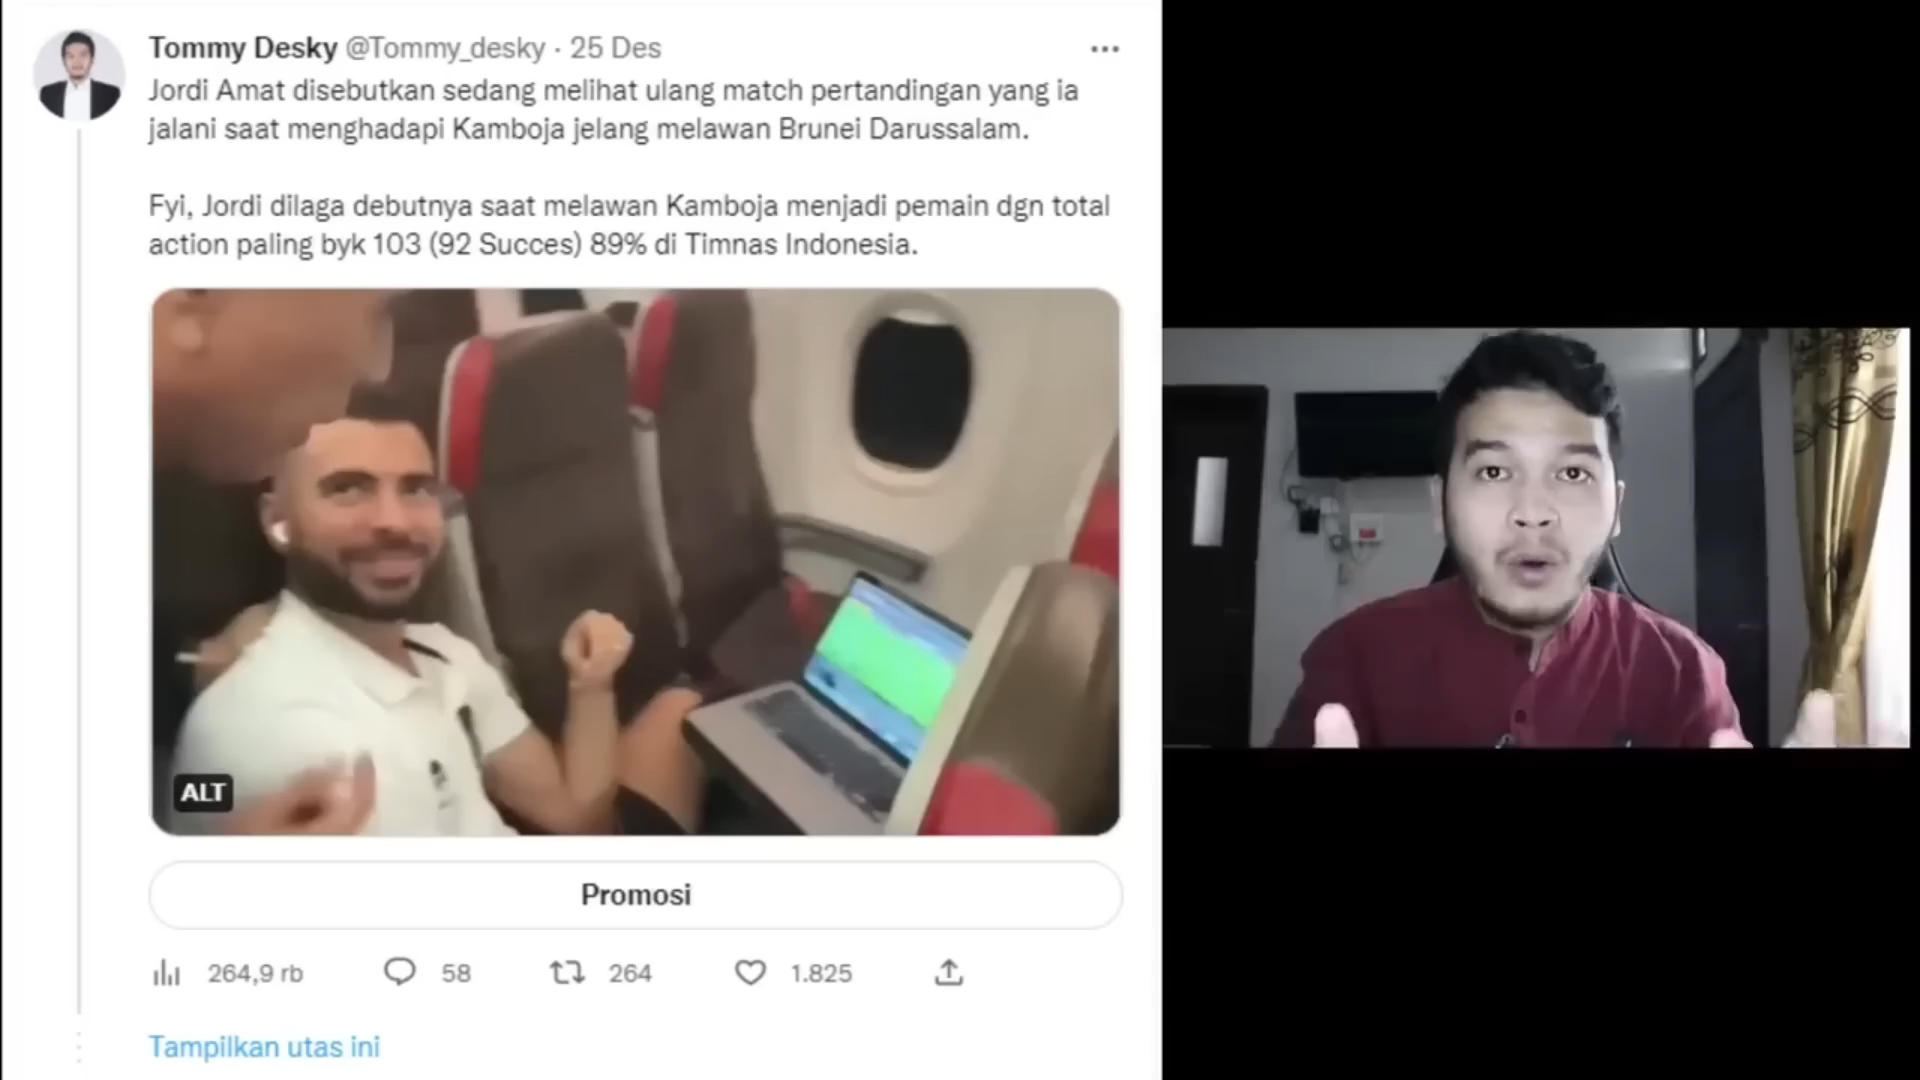 Tommy Desky @Tommy_desky · 25 Des
Jordi Amat disebutkan sedang melihat ulang match pertandingan yang ia
jalani saat menghadapi Kamboja jelang melawan Brunei Darussalam.
Fyi, Jordi dilaga debutnya saat melawan Kamboja menjadi pemain dgn total
action paling byk 103 (92 Succes) 89% di Timnas Indonesia.
ALT
Promosi
264,9 rb 58 264 1.825
Tampilkan utas ini